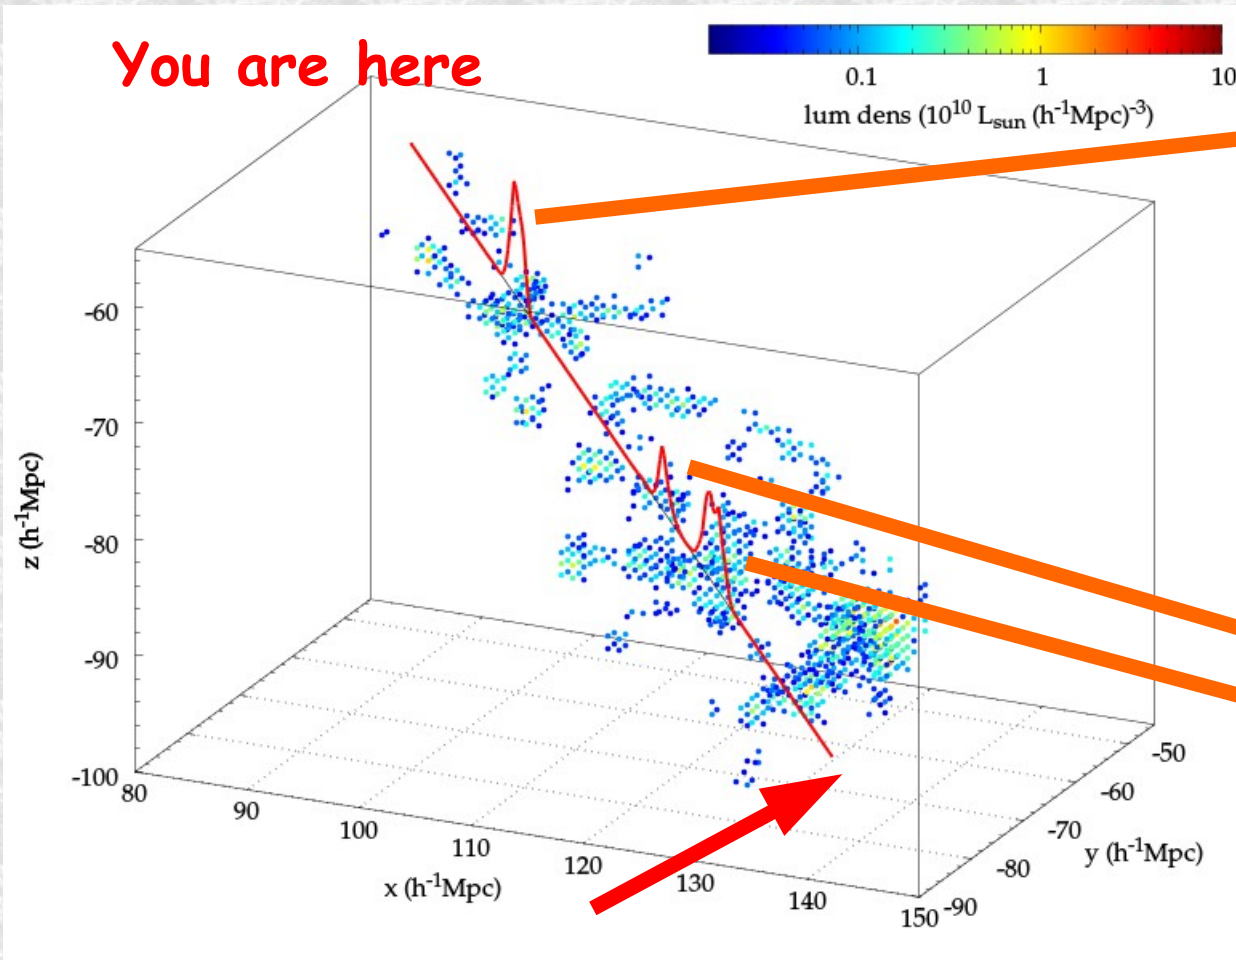 You are here
0.1 1 10
lum dens (10¹⁰ Lsun (h⁻¹Mpc)⁻³)
-60
-70
-80
-90
-100
z (h⁻¹Mpc)
80 90 100 110 120 130 140 150
x (h⁻¹Mpc)
-90 -80 -70 -60 -50
y (h⁻¹Mpc)